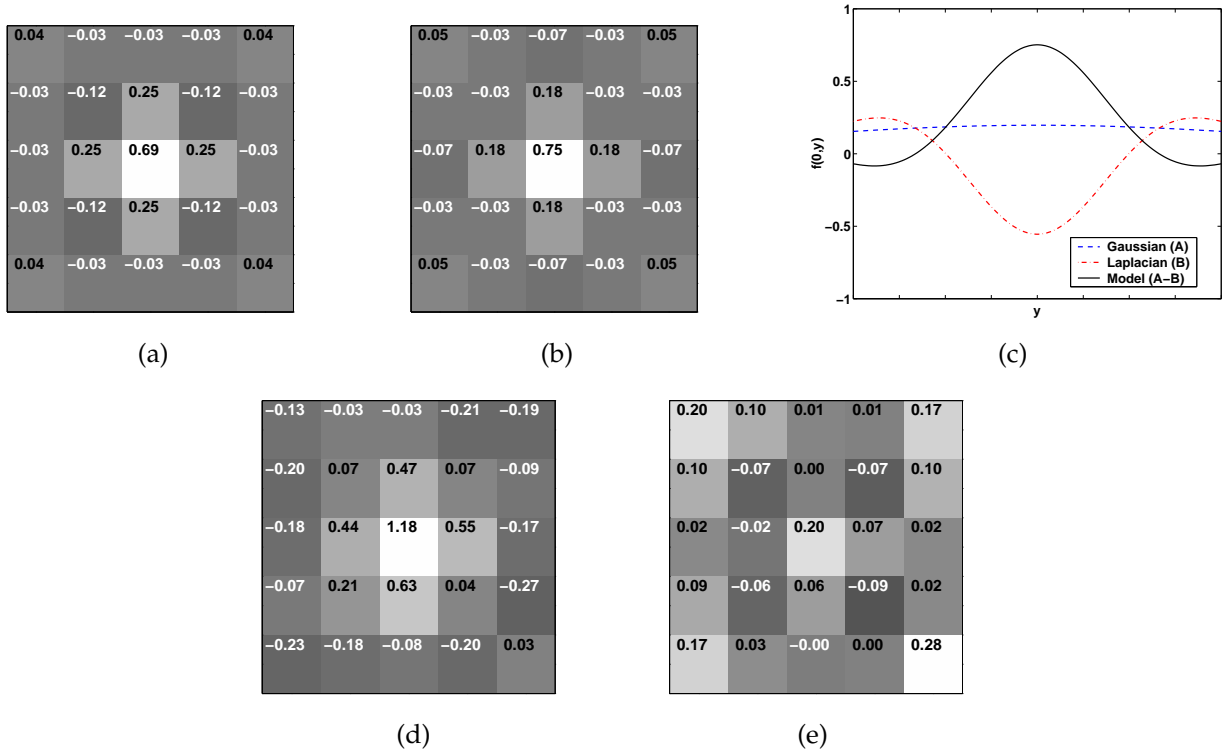 0.04 −0.03 −0.03 −0.03 0.04
−0.03 −0.12 0.25 −0.12 −0.03
−0.03 0.25 0.69 0.25 −0.03
−0.03 −0.12 0.25 −0.12 −0.03
0.04 −0.03 −0.03 −0.03 0.04
(a)
0.05 −0.03 −0.07 −0.03 0.05
−0.03 −0.03 0.18 −0.03 −0.03
−0.07 0.18 0.75 0.18 −0.07
−0.03 −0.03 0.18 −0.03 −0.03
0.05 −0.03 −0.07 −0.03 0.05
(b)
1
0.5
0
−0.5
−1
f(0,y)
y
Gaussian (A)
Laplacian (B)
Model (A−B)
(c)
−0.13 −0.03 −0.03 −0.21 −0.19
−0.20 0.07 0.47 0.07 −0.09
−0.18 0.44 1.18 0.55 −0.17
−0.07 0.21 0.63 0.04 −0.27
−0.23 −0.18 −0.08 −0.20 0.03
(d)
0.20 0.10 0.01 0.01 0.17
0.10 −0.07 0.00 −0.07 0.10
0.02 −0.02 0.20 0.07 0.02
0.09 −0.06 0.06 −0.09 0.02
0.17 0.03 −0.00 0.00 0.28
(e)